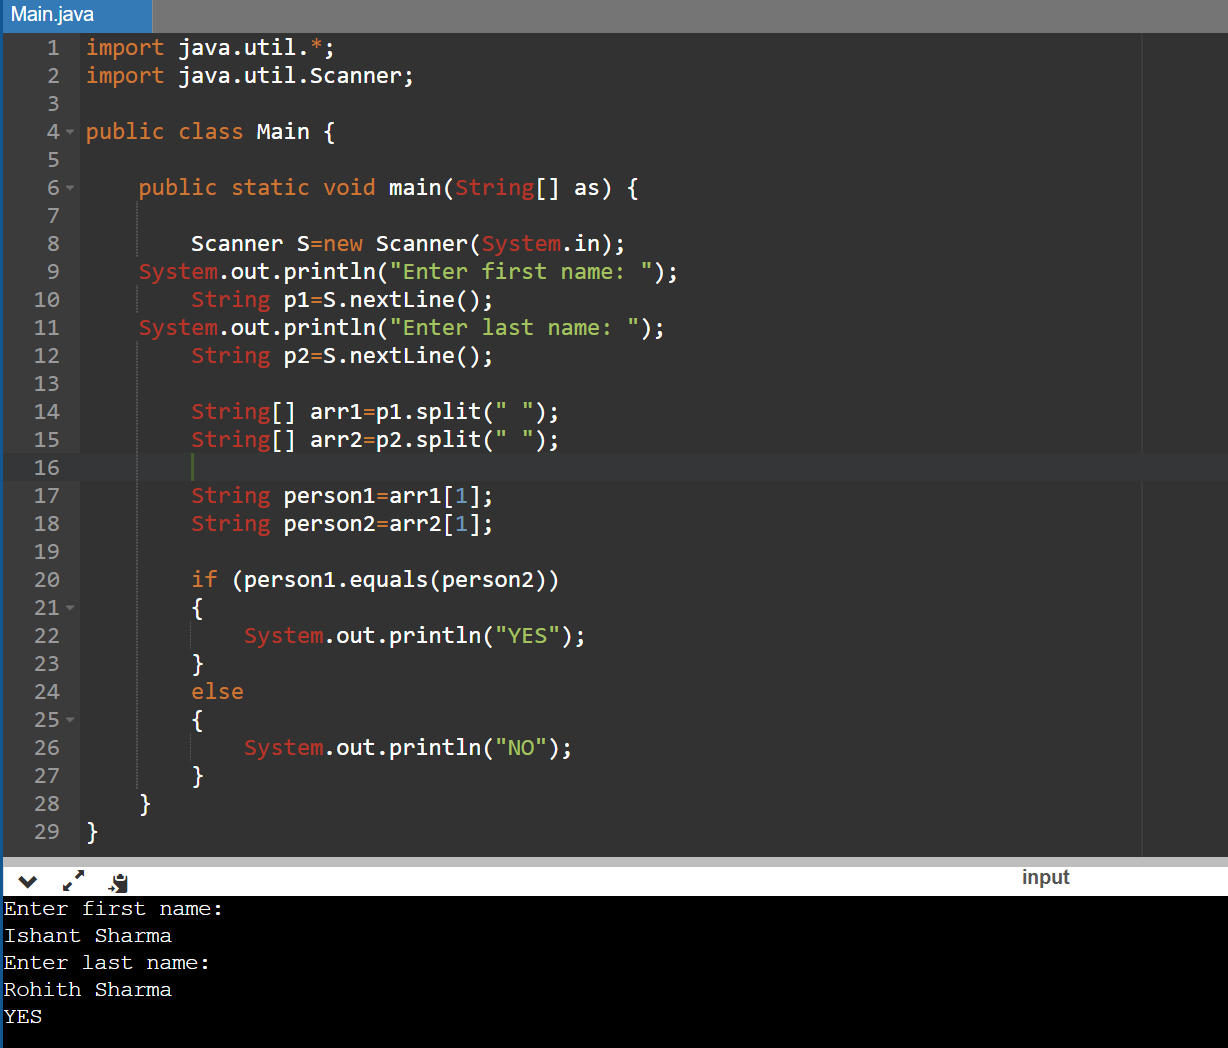 Main.java
1 import java.util.*;
2 import java.util.Scanner;
3
4 public class Main {
5
6 public static void main(String[] as) {
7
8 Scanner S=new Scanner(System.in);
9 System.out.println("Enter first name: ");
10 String p1=S.nextLine();
11 System.out.println("Enter last name: ");
12 String p2=S.nextLine();
13
14 String[] arr1=p1.split(" ");
15 String[] arr2=p2.split(" ");
16
17 String person1=arr1[1];
18 String person2=arr2[1];
19
20 if (person1.equals(person2))
21 {
22 System.out.println("YES");
23 }
24 else
25 {
26 System.out.println("NO");
27 }
28 }
29 }
input
Enter first name:
Ishant Sharma
Enter last name:
Rohith Sharma
YES